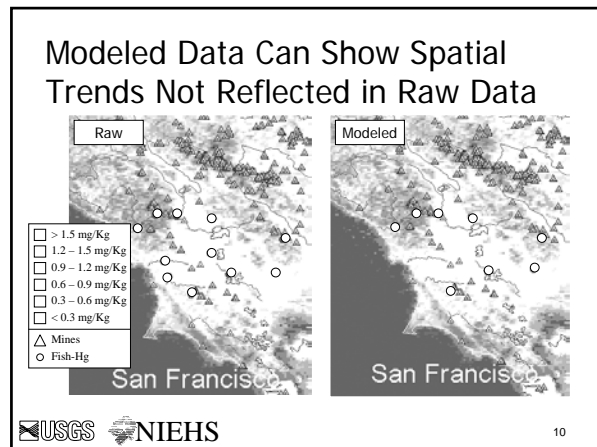 Modeled Data Can Show Spatial
Trends Not Reflected in Raw Data
Raw
Modeled
> 1.5 mg/Kg
1.2 – 1.5 mg/Kg
0.9 – 1.2 mg/Kg
0.6 – 0.9 mg/Kg
0.3 – 0.6 mg/Kg
< 0.3 mg/Kg
Mines
Fish-Hg
San Francisco
San Francisco
USGS
NIEHS
10